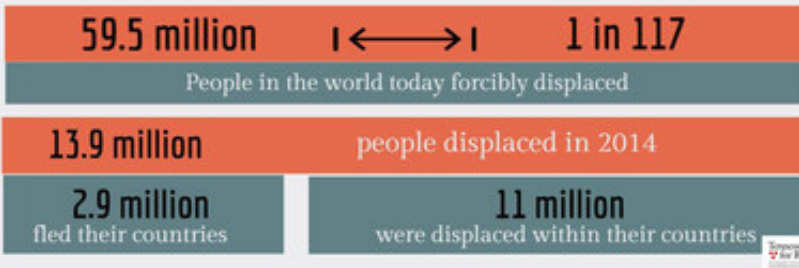 59.5 million |<-->| 1 in 117
People in the world today forcibly displaced
13.9 million people displaced in 2014
2.9 million
fled their countries
11 million
were displaced within their countries